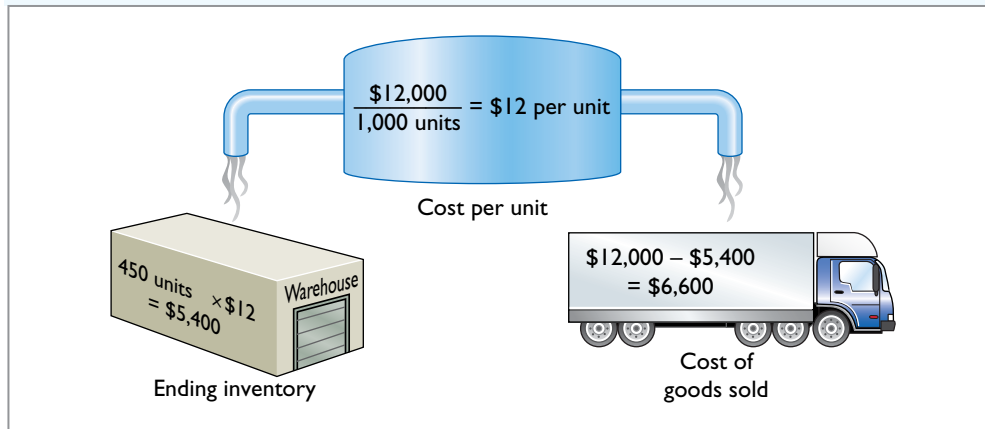 $12,000
1,000 units
= $12 per unit
Cost per unit
450 units × $12
= $5,400
Warehouse
Ending inventory
$12,000 – $5,400
= $6,600
Cost of
goods sold